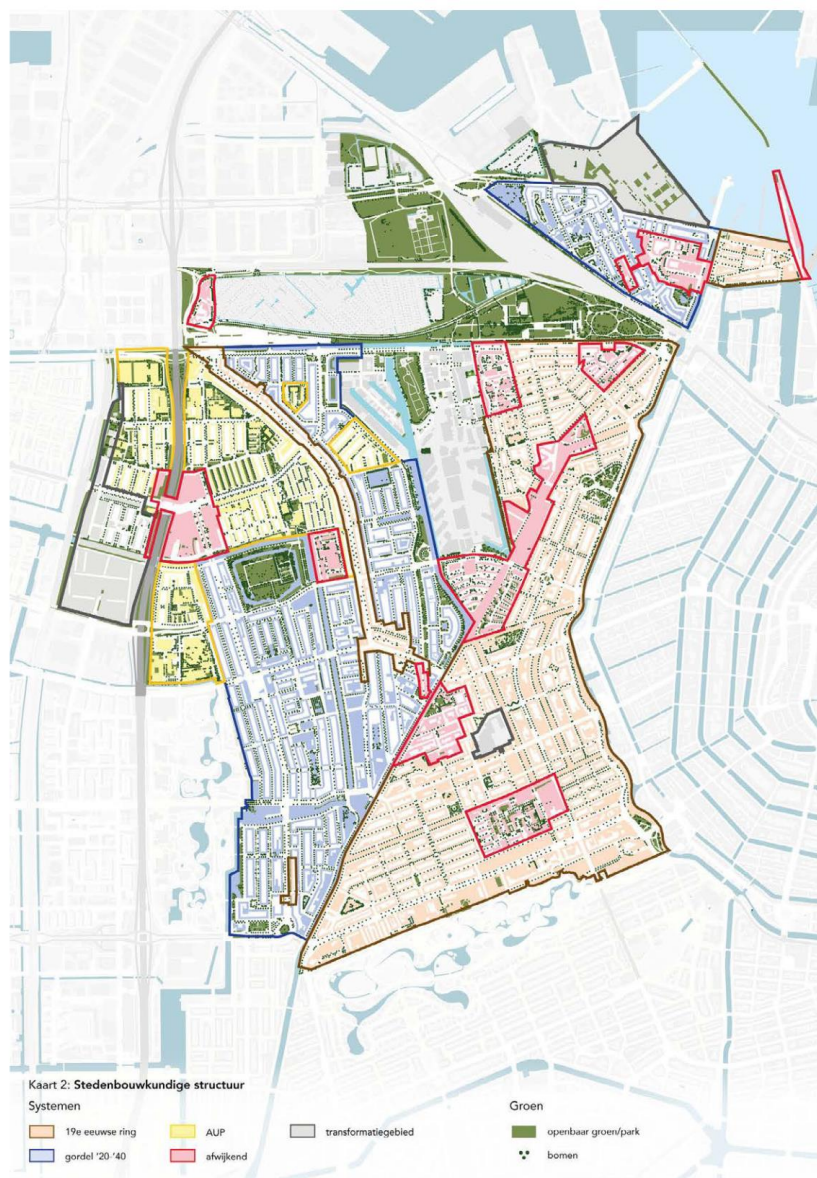 Kaart 2: Stedenbouwkundige structuur
Systemen
19e eeuwse ring
AUP
transformatiegebied
gordel '20-'40
afwijkend
Groen
openbaar groen/park
bomen